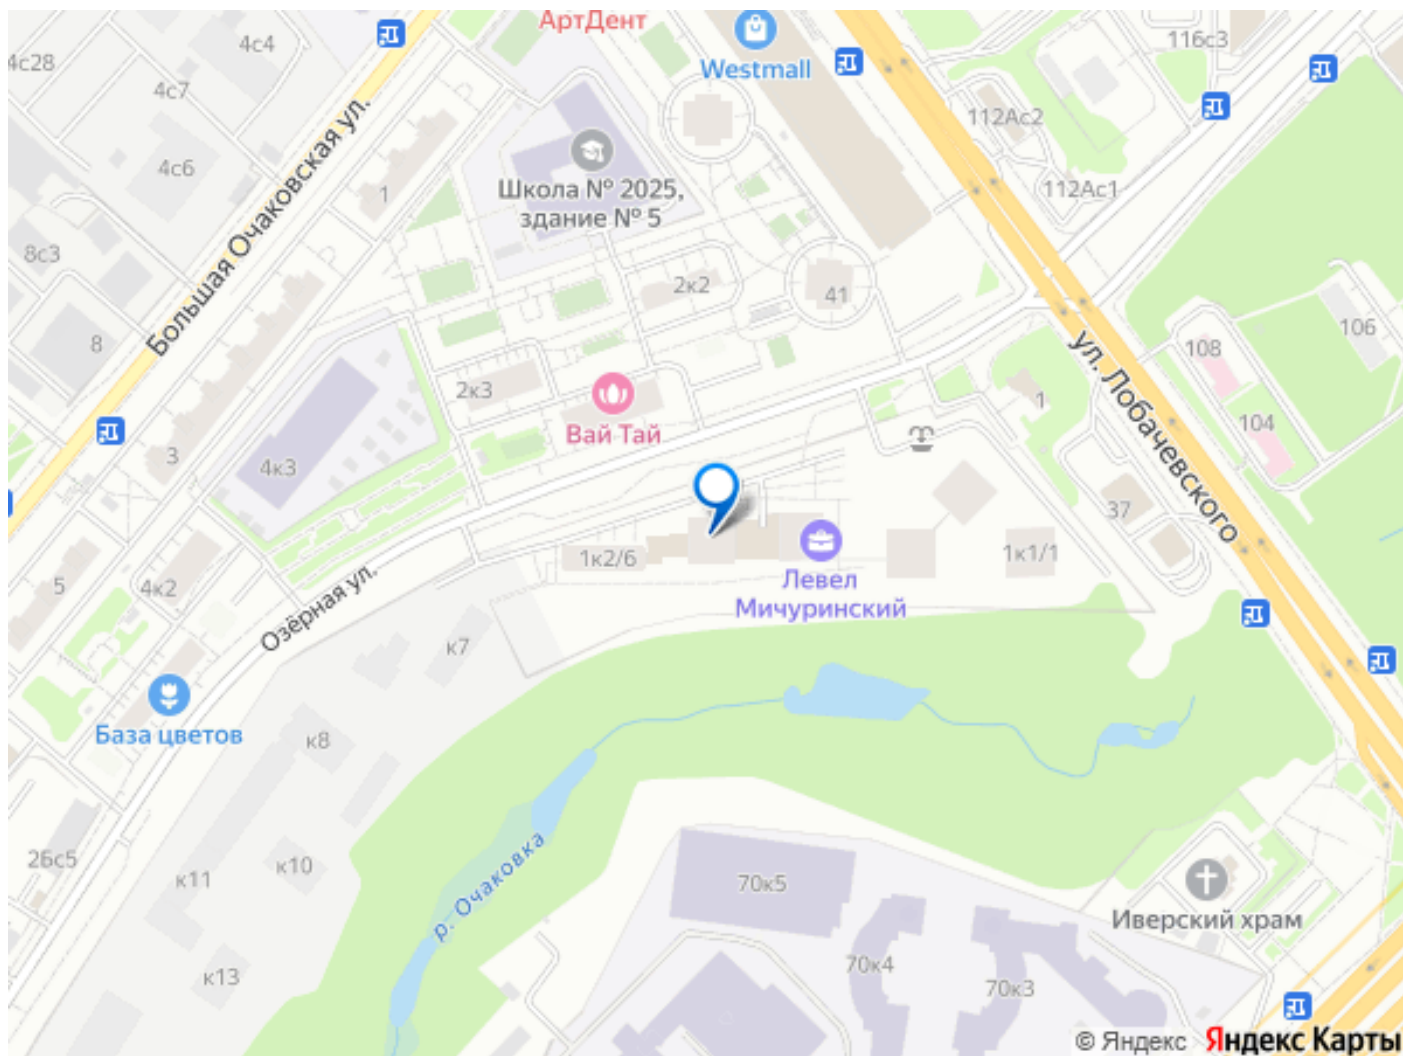 АртДент
4с4
4с28
4с7
Westmall
116с3
112Ас2
4с6
Большая Очаковская ул.
1
Школа № 2025,
здание № 5
112Ас1
8с3
2к2
41
8
106
ул. Лобачевского
108
2к3
1
104
Вай Тай
3
4к3
37
1к2/6
1к1/1
Левел
Мичуринский
5
4к2
Озёрная ул.
к7
База цветов
к8
26с5
к10
к11
р. Очаковка
70к5
Иверский храм
к13
70к4
70к3
© Яндекс Яндекс Карты